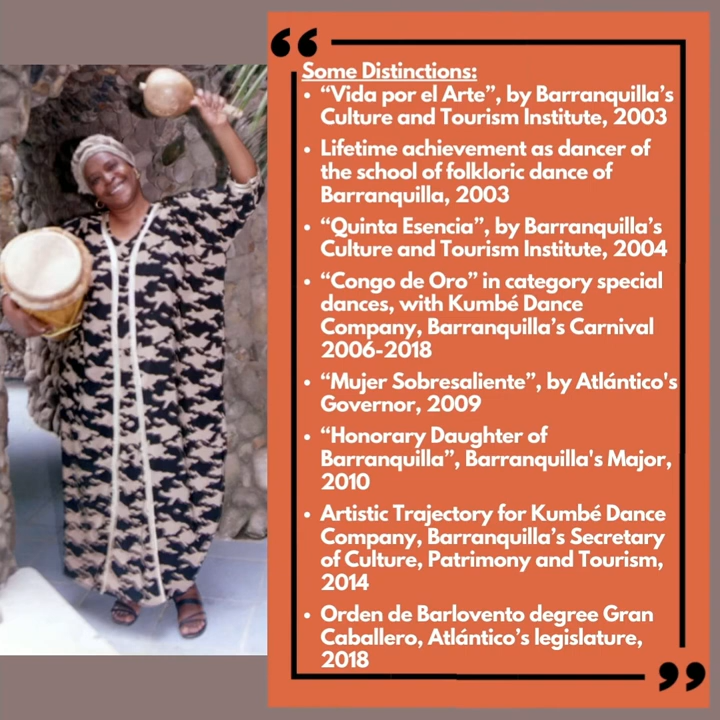 Some Distinctions:
• “Vida por el Arte”, by Barranquilla’s
Culture and Tourism Institute, 2003
• Lifetime achievement as dancer of
the school of folkloric dance of
Barranquilla, 2003
• “Quinta Esencia”, by Barranquilla’s
Culture and Tourism Institute, 2004
• “Congo de Oro” in category special
dances, with Kumbé Dance
Company, Barranquilla’s Carnival
2006-2018
• “Mujer Sobresaliente”, by Atlántico's
Governor, 2009
• “Honorary Daughter of
Barranquilla”, Barranquilla's Major,
2010
• Artistic Trajectory for Kumbé Dance
Company, Barranquilla’s Secretary
of Culture, Patrimony and Tourism,
2014
• Orden de Barlovento degree Gran
Caballero, Atlántico’s legislature,
2018